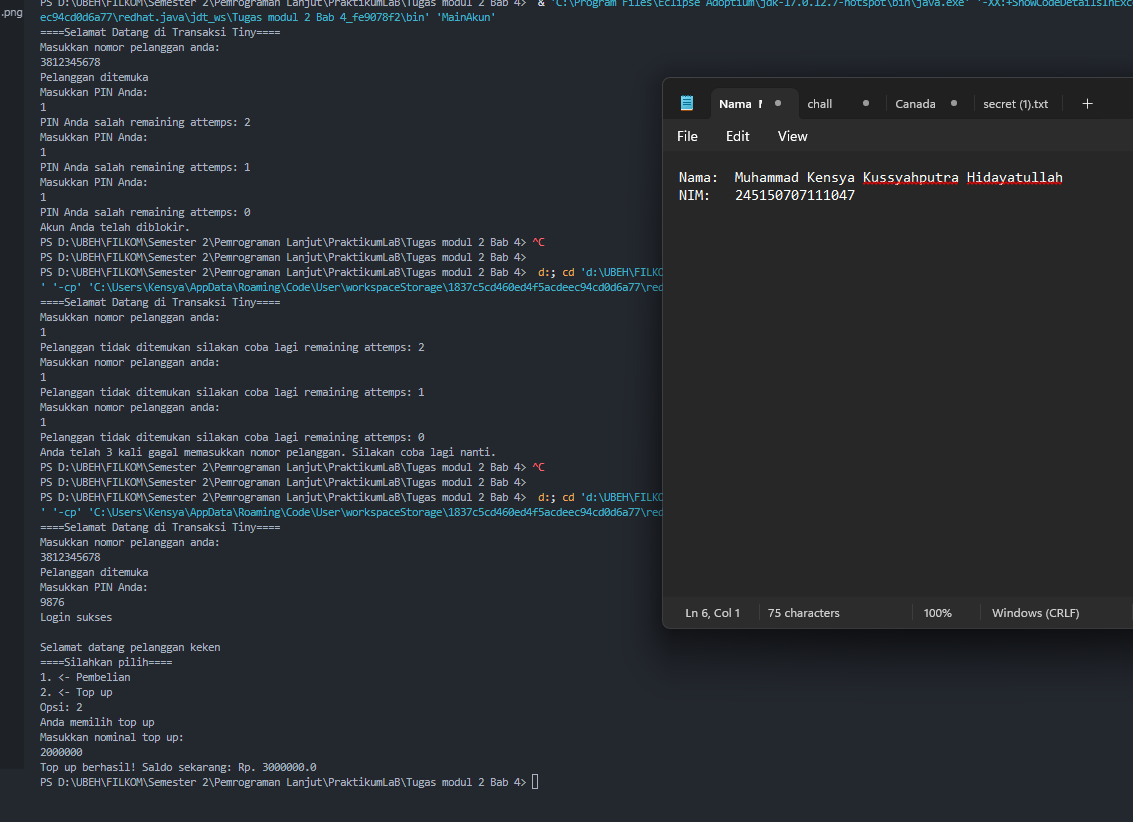 .png
PS D:\UBEH\FILKOM\Semester 2\Pemrograman Lanjut\PraktikumLaB\Tugas modul 2 Bab 4> & 'C:\Program Files\Eclipse Adoptium\jdk-17.0.12.7-hotspot\bin\java.exe' '-XX:+ShowCodeDetailsInExce
ec94cd0d6a77\redhat.java\jdt_ws\Tugas modul 2 Bab 4_fe9078f2\bin' 'MainAkun'
====Selamat Datang di Transaksi Tiny====
Masukkan nomor pelanggan anda:
3812345678
Pelanggan ditemuka
Masukkan PIN Anda:
1
PIN Anda salah remaining attemps: 2
Masukkan PIN Anda:
1
PIN Anda salah remaining attemps: 1
Masukkan PIN Anda:
1
PIN Anda salah remaining attemps: 0
Akun Anda telah diblokir.
PS D:\UBEH\FILKOM\Semester 2\Pemrograman Lanjut\PraktikumLaB\Tugas modul 2 Bab 4> ^C
PS D:\UBEH\FILKOM\Semester 2\Pemrograman Lanjut\PraktikumLaB\Tugas modul 2 Bab 4>
PS D:\UBEH\FILKOM\Semester 2\Pemrograman Lanjut\PraktikumLaB\Tugas modul 2 Bab 4> d:; cd 'd:\UBEH\FILKO
' '-cp' 'C:\Users\Kensya\AppData\Roaming\Code\User\workspaceStorage\1837c5cd460ed4f5acdeec94cd0d6a77\red
====Selamat Datang di Transaksi Tiny====
Masukkan nomor pelanggan anda:
1
Pelanggan tidak ditemukan silakan coba lagi remaining attemps: 2
Masukkan nomor pelanggan anda:
1
Pelanggan tidak ditemukan silakan coba lagi remaining attemps: 1
Masukkan nomor pelanggan anda:
1
Pelanggan tidak ditemukan silakan coba lagi remaining attemps: 0
Anda telah 3 kali gagal memasukkan nomor pelanggan. Silakan coba lagi nanti.
PS D:\UBEH\FILKOM\Semester 2\Pemrograman Lanjut\PraktikumLaB\Tugas modul 2 Bab 4> ^C
PS D:\UBEH\FILKOM\Semester 2\Pemrograman Lanjut\PraktikumLaB\Tugas modul 2 Bab 4>
PS D:\UBEH\FILKOM\Semester 2\Pemrograman Lanjut\PraktikumLaB\Tugas modul 2 Bab 4> d:; cd 'd:\UBEH\FILKO
' '-cp' 'C:\Users\Kensya\AppData\Roaming\Code\User\workspaceStorage\1837c5cd460ed4f5acdeec94cd0d6a77\red
====Selamat Datang di Transaksi Tiny====
Masukkan nomor pelanggan anda:
3812345678
Pelanggan ditemuka
Masukkan PIN Anda:
9876
Login sukses
Selamat datang pelanggan keken
====Silahkan pilih====
1. <- Pembelian
2. <- Top up
Opsi: 2
Anda memilih top up
Masukkan nominal top up:
2000000
Top up berhasil! Saldo sekarang: Rp. 3000000.0
PS D:\UBEH\FILKOM\Semester 2\Pemrograman Lanjut\PraktikumLaB\Tugas modul 2 Bab 4>
Nama chall Canada secret (1).txt
File Edit View
Nama: Muhammad Kensya Kussyahputra Hidayatullah
NIM: 245150707111047
Ln 6, Col 1 75 characters 100% Windows (CRLF)